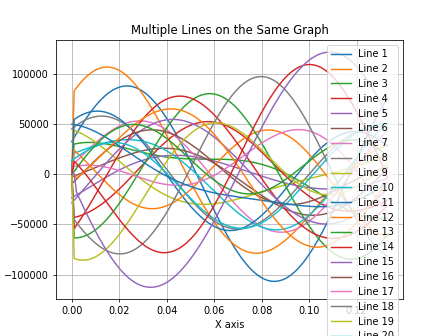 Multiple Lines on the Same Graph
100000
50000
0
−50000
−100000
0.00 0.02 0.04 0.06 0.08 0.10
X axis
Line 1
Line 2
Line 3
Line 4
Line 5
Line 6
Line 7
Line 8
Line 9
Line 10
Line 11
Line 12
Line 13
Line 14
Line 15
Line 16
Line 17
Line 18
Line 19
Line 20